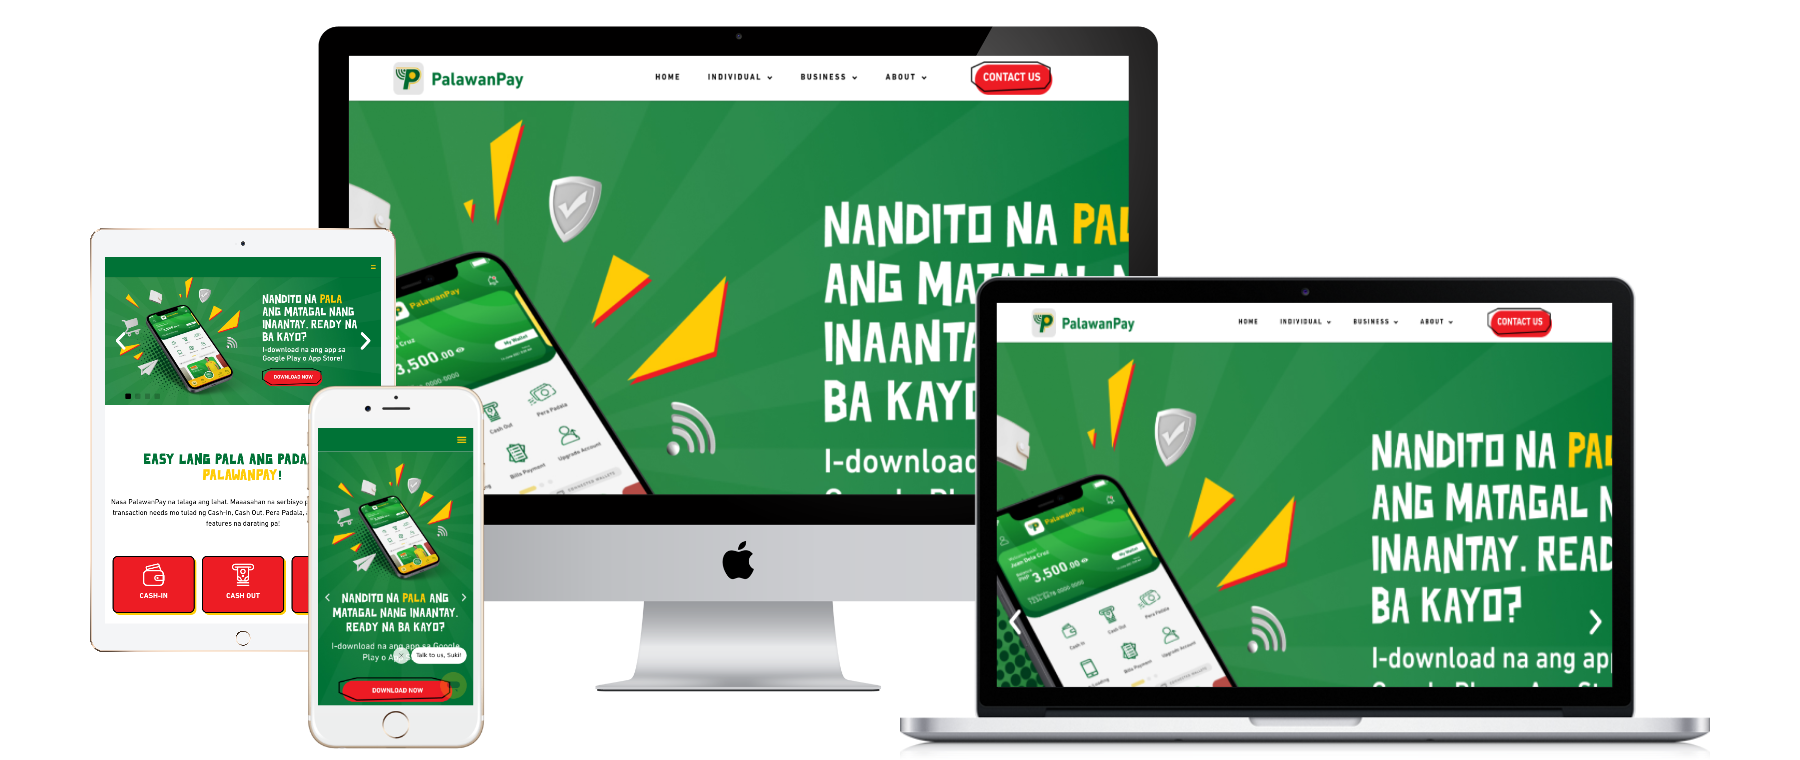 PalawanPay
HOME INDIVIDUAL BUSINESS ABOUT CONTACT US
NANDITO NA PAL
ANG MATAGAL N
INAANTA
BA KAYO
I-download
PalawanPay
3,500.00
My Wallet
Cash Out
Pera Padala
Bills Payment
Upgrade Account
NANDITO NA PALA
ANG MATAGAL NANG
INAANTAY. READY NA
BA KAYO?
I-download na ang app sa
Google Play o App Store!
DOWNLOAD NOW
EASY LANG PALA ANG PADA
PALAWANPAY!
Nasa PalawanPay na talaga ang lahat. Maaasahan na serbisyo p
transaction needs mo tulad ng Cash-In, Cash Out, Pera Padala,
features na darating pa!
CASH-IN
CASH OUT
NANDITO NA PALA ANG
MATAGAL NANG INAANTAY.
READY NA BA KAYO?
I-download na ang app sa Google
Play o A
Talk to us, Suki!
DOWNLOAD NOW
PalawanPay
HOME INDIVIDUAL BUSINESS ABOUT CONTACT US
NANDITO NA PAL
ANG MATAGAL N
INAANTAY. READ
BA KAYO?
I-download na ang ap
PalawanPay
Juan Dela Cruz
PHP 3,500.00
My Wallet
Cash In
Cash Out
Pera Padala
Bills Payment
Upgrade Account
Loading